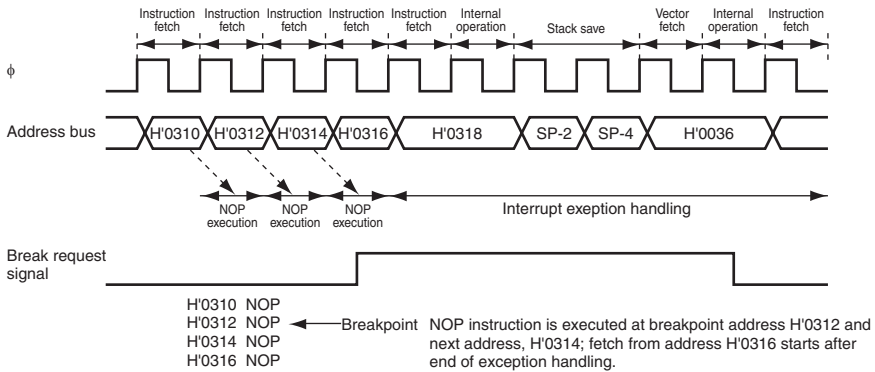 Instruction fetch
Instruction fetch
Instruction fetch
Instruction fetch
Instruction fetch
Internal operation
Stack save
Vector fetch
Internal operation
Instruction fetch
φ
Address bus
H'0310
H'0312
H'0314
H'0316
H'0318
SP-2
SP-4
H'0036
NOP execution
NOP execution
NOP execution
Interrupt exeption handling
Break request signal
H'0310 NOP
H'0312 NOP
Breakpoint
H'0314 NOP
H'0316 NOP
NOP instruction is executed at breakpoint address H'0312 and
next address, H'0314; fetch from address H'0316 starts after
end of exception handling.